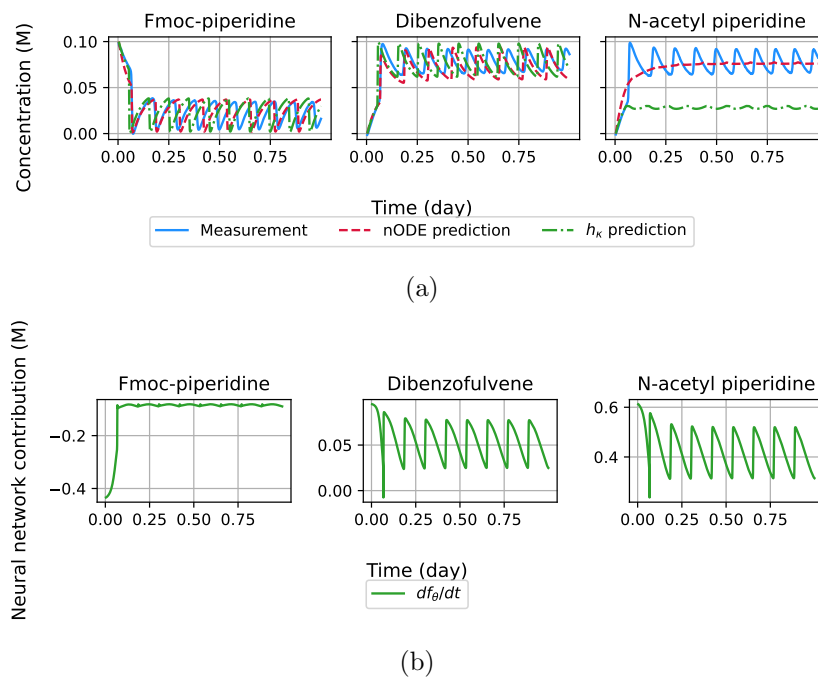 Fmoc-piperidine Dibenzofulvene N-acetyl piperidine
Concentration (M)
0.10
0.05
0.00
0.00 0.25 0.50 0.75 0.00 0.25 0.50 0.75 0.00 0.25 0.50 0.75
Time (day)
Measurement nODE prediction hκ prediction
(a)
Neural network contribution (M)
Fmoc-piperidine Dibenzofulvene N-acetyl piperidine
−0.2
−0.4
0.05
0.00
0.6
0.4
0.00 0.25 0.50 0.75 0.00 0.25 0.50 0.75 0.00 0.25 0.50 0.75
Time (day)
dfθ/dt
(b)